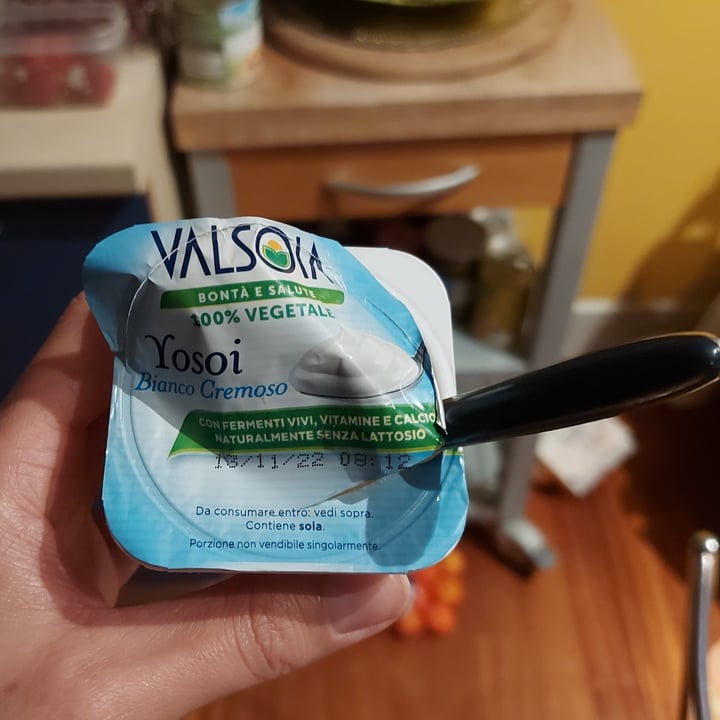 VALSOIA
BONTÀ E SALUTE
100% VEGETALE
Yosoi
Bianco Cremoso
CON FERMENTI VIVI, VITAMINE E CALCIO
NATURALMENTE SENZA LATTOSIO
13/11/22 08:12
Da consumare entro: vedi sopra.
Contiene soia.
Porzione non vendibile singolarmente.